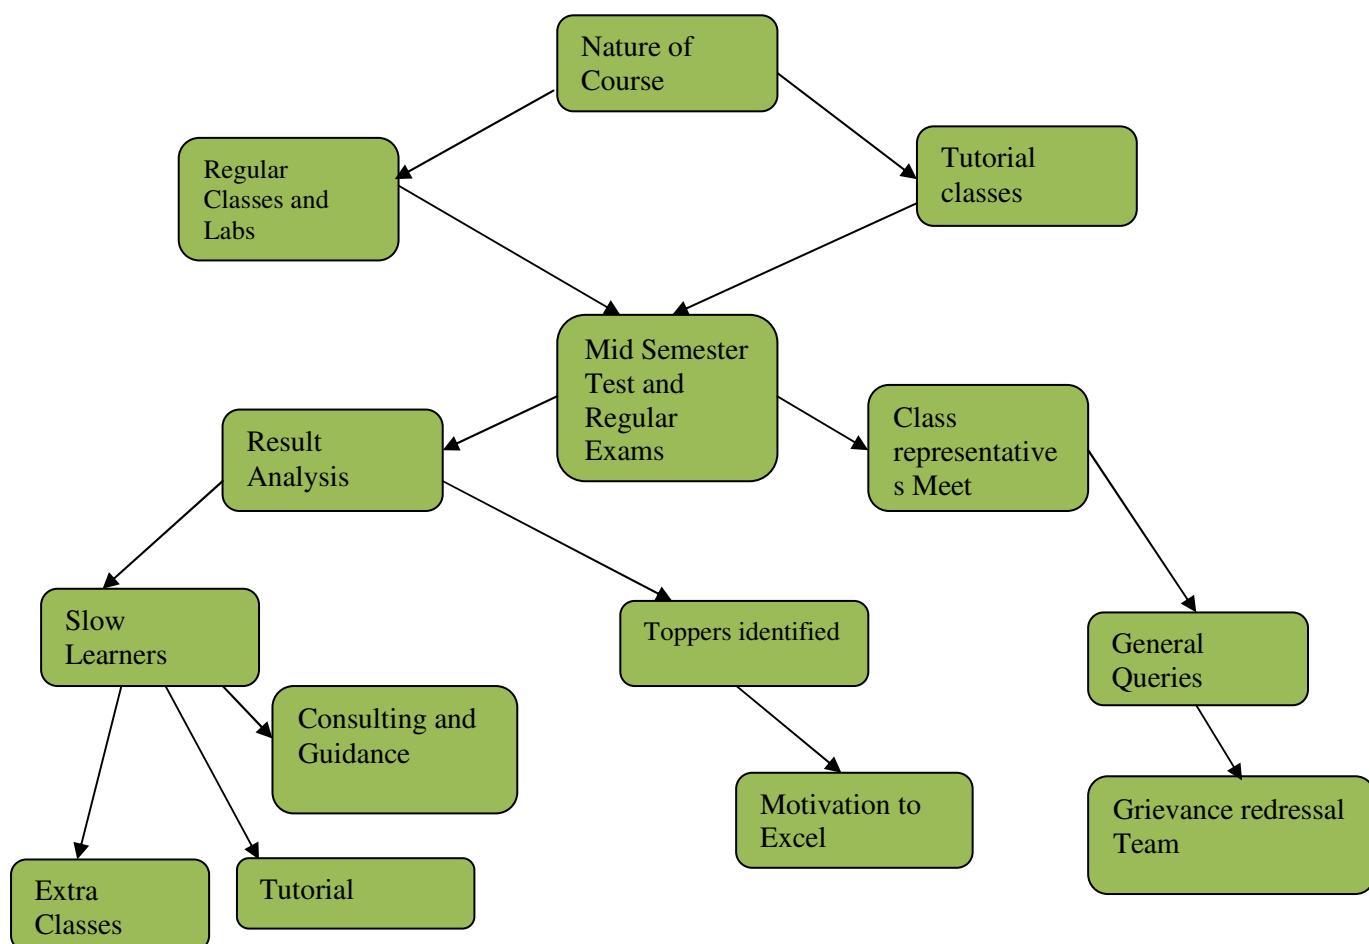 Nature of
Course
Regular
Classes and
Labs
Tutorial
classes
Mid Semester
Test and
Regular
Exams
Class
representative
s Meet
Result
Analysis
Slow
Learners
Toppers identified
General
Queries
Consulting and
Guidance
Motivation to
Excel
Grievance redressal
Team
Extra
Classes
Tutorial